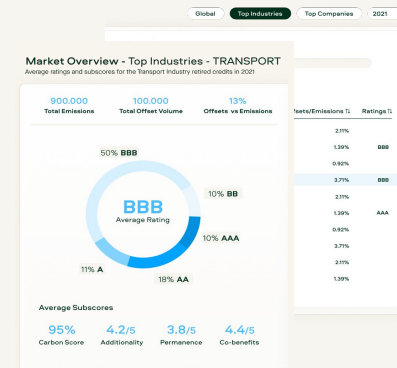 Global
Top Industries
Top Companies
2021
Market Overview - Top Industries - TRANSPORT
Average ratings and subscores for the Transport Industry retired credits in 2021
900.000
Total Emissions
100.000
Total Offset Volume
13%
Offsets vs Emissions
50% BBB
10% BB
10% AAA
18% AA
11% A
BBB
Average Rating
Average Subscores
95%
Carbon Score
4.2/5
Additionality
3.8/5
Permanence
4.4/5
Co-benefits
sets/Emissions ↑↓ Ratings ↑↓
2.11%
1.39% BBB
0.92%
3.71% BBB
2.11%
1.39% AAA
0.92%
3.71%
2.11%
1.39%